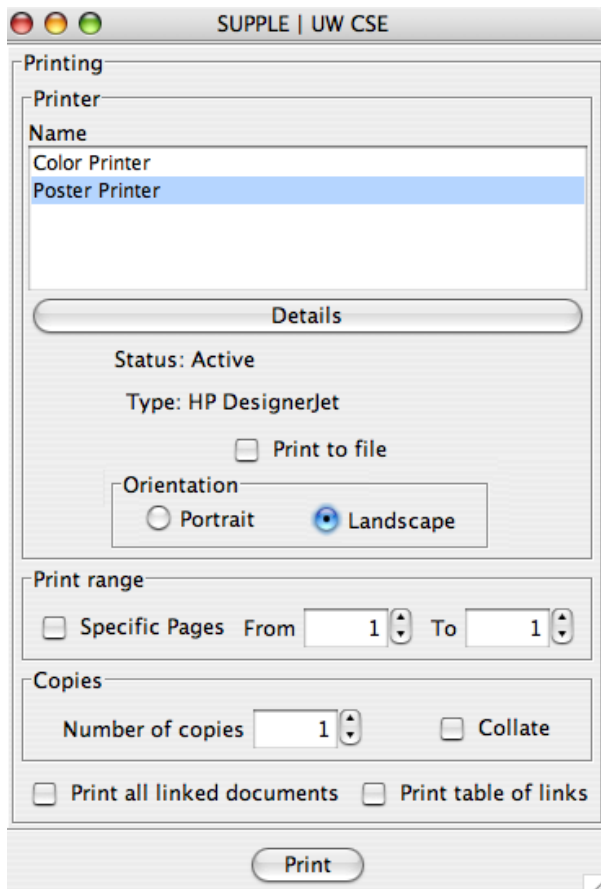 SUPPLE | UW CSE
Printing
Printer
Name
Color Printer
Poster Printer
Details
Status: Active
Type: HP DesignerJet
Print to file
Orientation
Portrait Landscape
Print range
Specific Pages From 1 To 1
Copies
Number of copies 1 Collate
Print all linked documents Print table of links
Print